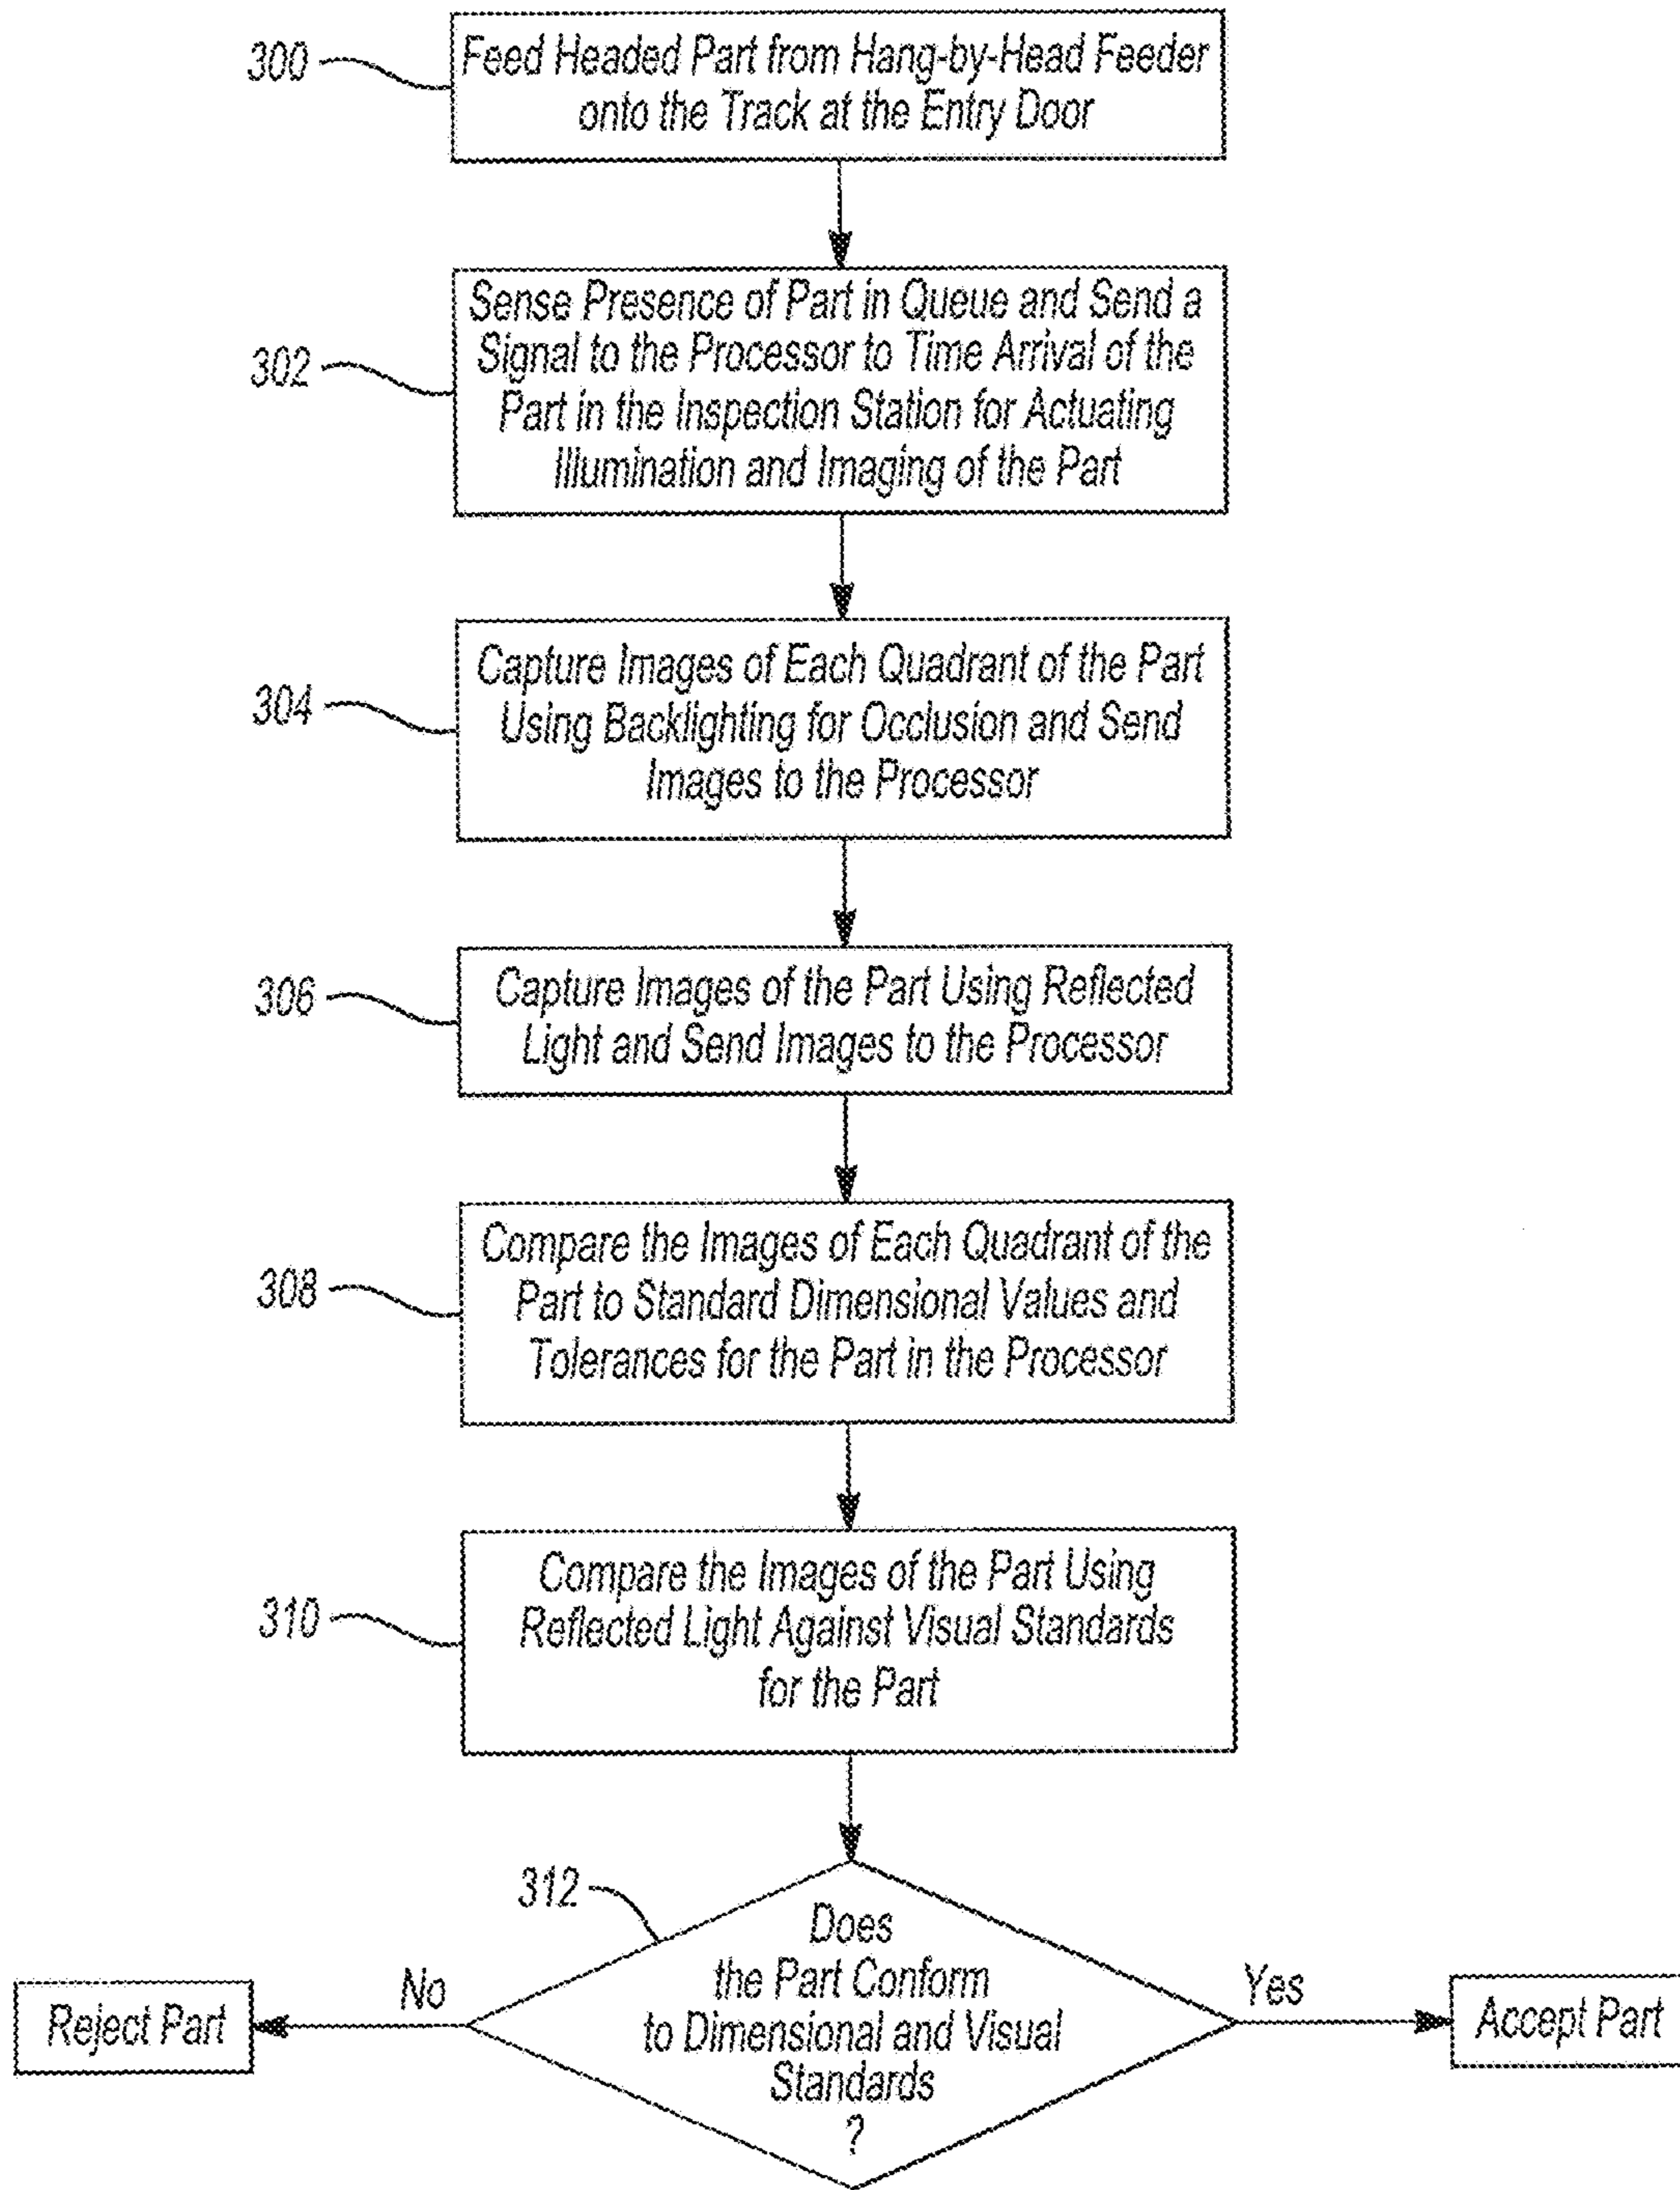 300
Feed Headed Part from Hang-by-Head Feeder
onto the Track at the Entry Door
302
Sense Presence of Part in Queue and Send a
Signal to the Processor to Time Arrival of the
Part in the Inspection Station for Actuating
Illumination and Imaging of the Part
304
Capture Images of Each Quadrant of the Part
Using Backlighting for Occlusion and Send
Images to the Processor
306
Capture Images of the Part Using Reflected
Light and Send Images to the Processor
308
Compare the Images of Each Quadrant of the
Part to Standard Dimensional Values and
Tolerances for the Part in the Processor
310
Compare the Images of the Part Using
Reflected Light Against Visual Standards
for the Part
312
Does
the Part Conform
to Dimensional and Visual
Standards
?
No
Reject Part
Yes
Accept Part